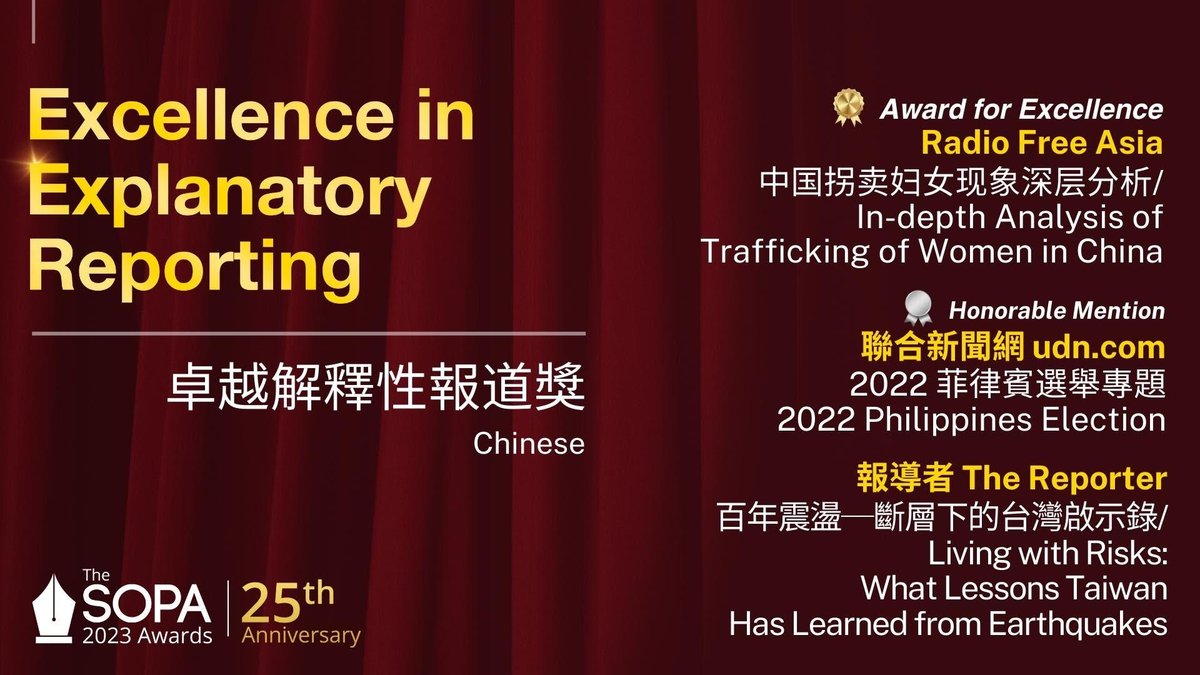 Excellence in
Explanatory
Reporting
卓越解釋性報道獎
Chinese
The
SOPA
2023 Awards
25th
Anniversary
Award for Excellence
Radio Free Asia
中国拐卖妇女现象深层分析/
In-depth Analysis of
Trafficking of Women in China
Honorable Mention
聯合新聞網 udn.com
2022 菲律賓選舉專題
2022 Philippines Election
報導者 The Reporter
百年震盪—斷層下的台灣啟示錄/
Living with Risks:
What Lessons Taiwan
Has Learned from Earthquakes